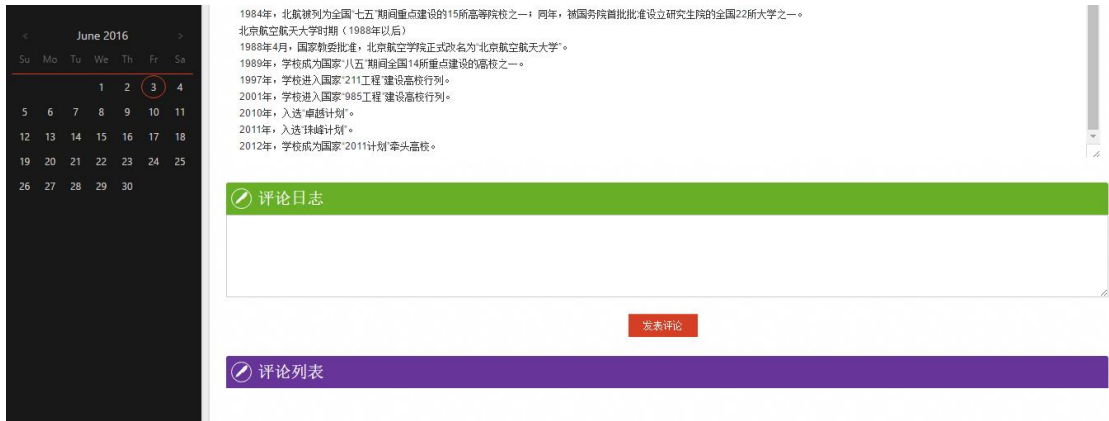 < June 2016 >
Su Mo Tu We Th Fr Sa
1 2 3 4
5 6 7 8 9 10 11
12 13 14 15 16 17 18
19 20 21 22 23 24 25
26 27 28 29 30
1984年，北航被列为全国“七五”期间重点建设的15所高等院校之一；同年，被国务院首批批准设立研究生院的全国22所大学之一。
北京航空航天大学时期（1988年以后）
1988年4月，国家教委批准，北京航空学院正式改名为“北京航空航天大学”。
1989年，学校成为国家“八五”期间全国14所重点建设的高校之一。
1997年，学校进入国家“211工程”建设高校行列。
2001年，学校进入国家“985工程”建设高校行列。
2010年，入选“卓越计划”。
2011年，入选“珠峰计划”。
2012年，学校成为国家“2011计划”牵头高校。
评论日志
发表评论
评论列表